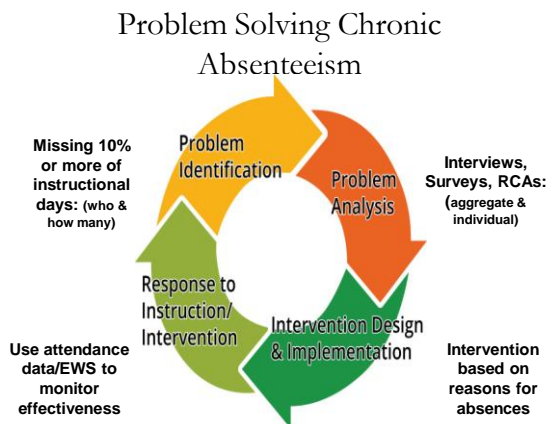 Problem Solving Chronic
Absenteeism
Missing 10%
or more of
instructional
days: (who &
how many)
Problem
Identification
Problem
Analysis
Interviews,
Surveys, RCAs:
(aggregate &
individual)
Response to
Instruction/
Intervention
Intervention Design
& Implementation
Use attendance
data/EWS to
monitor
effectiveness
Intervention
based on
reasons for
absences